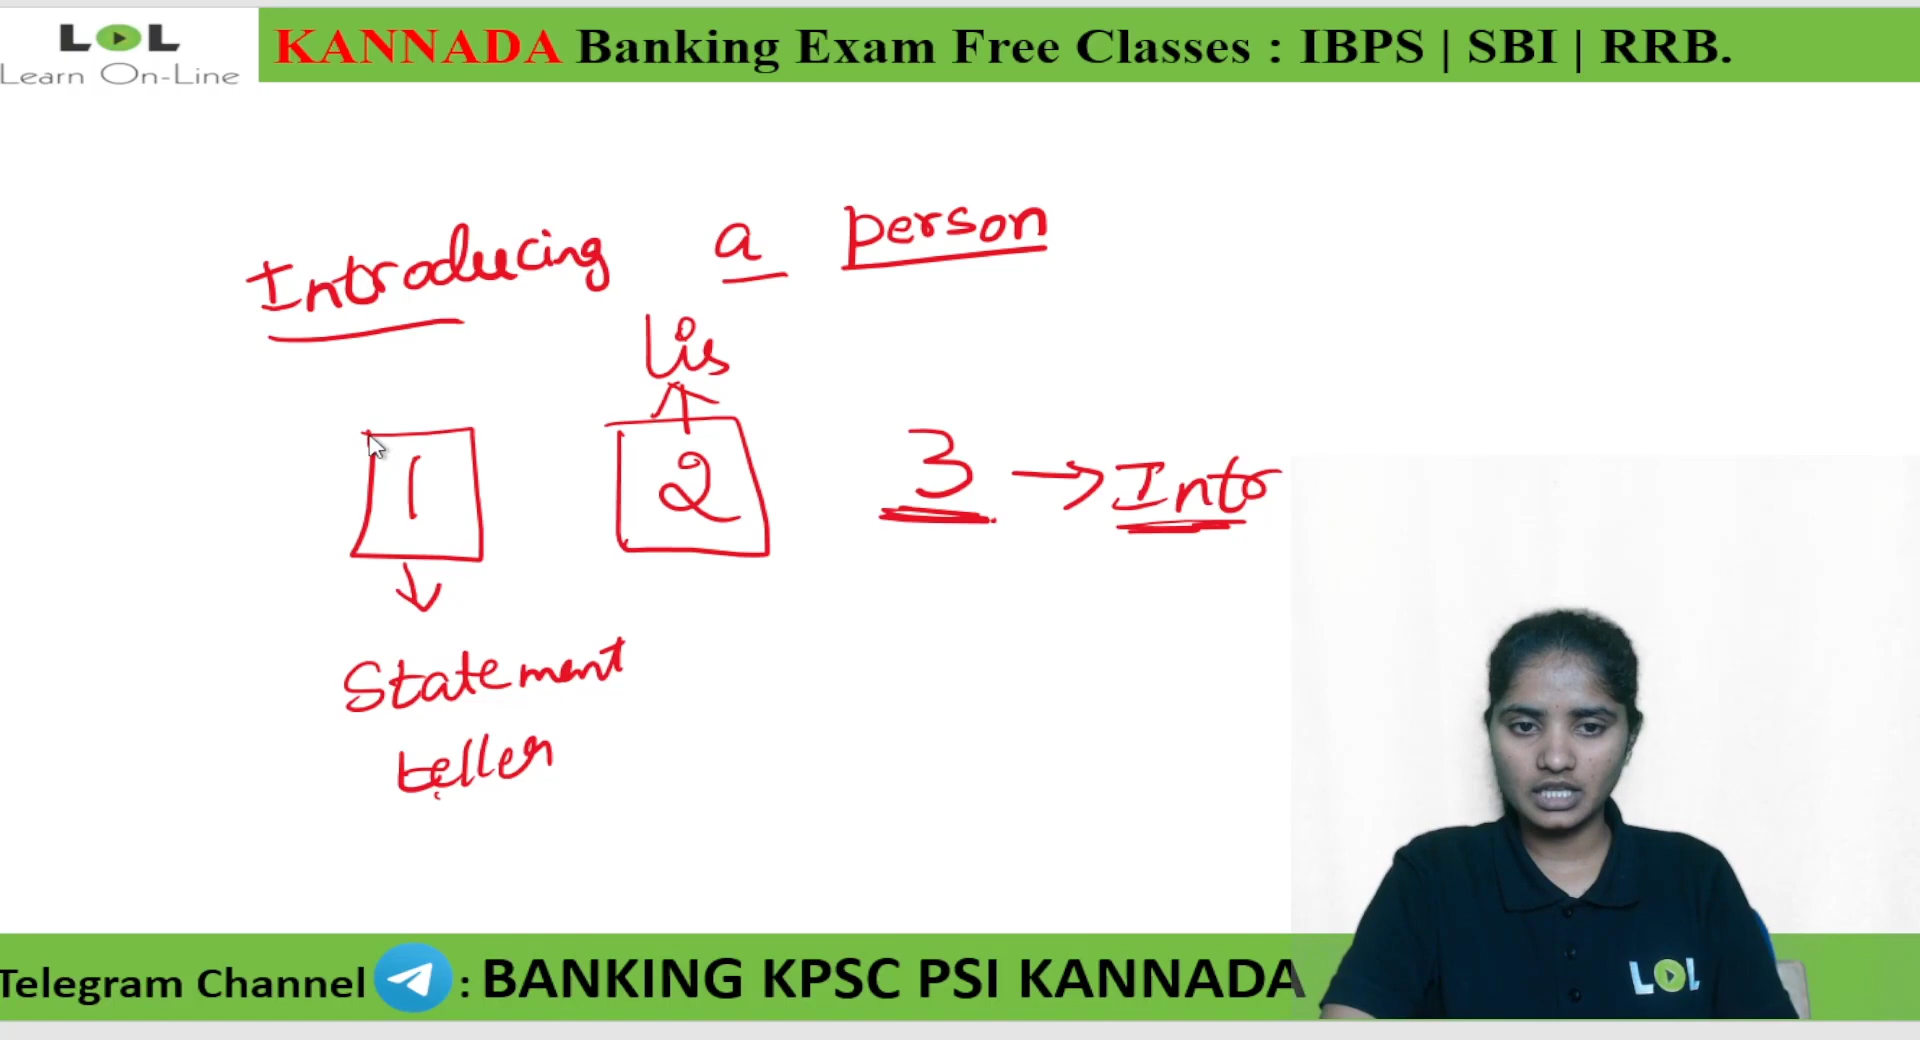 LOL
Learn On-Line
KANNADA Banking Exam Free Classes : IBPS | SBI | RRB.
Introducing a person
Lis
1 2 3 → Intr
Statement
teller
LOL
Telegram Channel : BANKING KPSC PSI KANNADA